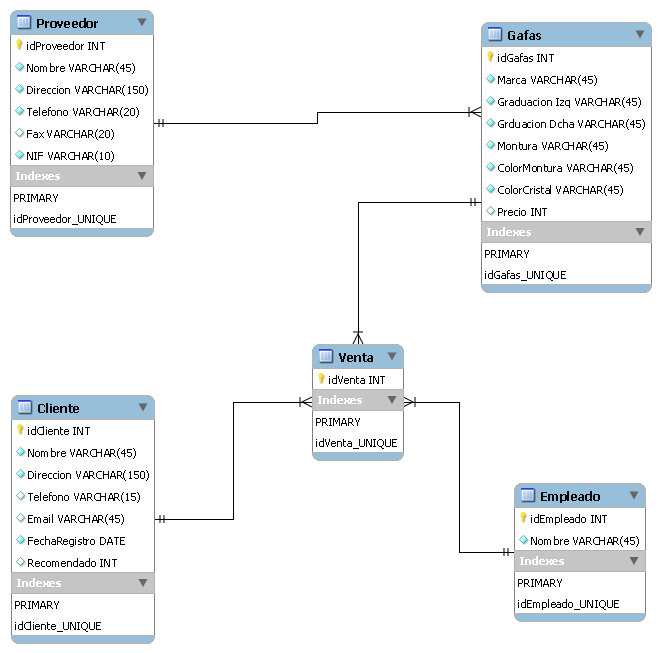 Proveedor
idProveedor INT
Nombre VARCHAR(45)
Direccion VARCHAR(150)
Telefono VARCHAR(20)
Fax VARCHAR(20)
NIF VARCHAR(10)
Indexes
PRIMARY
idProveedor_UNIQUE
Gafas
idGafas INT
Marca VARCHAR(45)
Graduacion Izq VARCHAR(45)
Grduacion Dcha VARCHAR(45)
Montura VARCHAR(45)
ColorMontura VARCHAR(45)
ColorCristal VARCHAR(45)
Precio INT
Indexes
PRIMARY
idGafas_UNIQUE
Venta
idVenta INT
Indexes
PRIMARY
idVenta_UNIQUE
Cliente
idCliente INT
Nombre VARCHAR(45)
Direccion VARCHAR(150)
Telefono VARCHAR(15)
Email VARCHAR(45)
FechaRegistro DATE
Recomendado INT
Indexes
PRIMARY
idCliente_UNIQUE
Empleado
idEmpleado INT
Nombre VARCHAR(45)
Indexes
PRIMARY
idEmpleado_UNIQUE